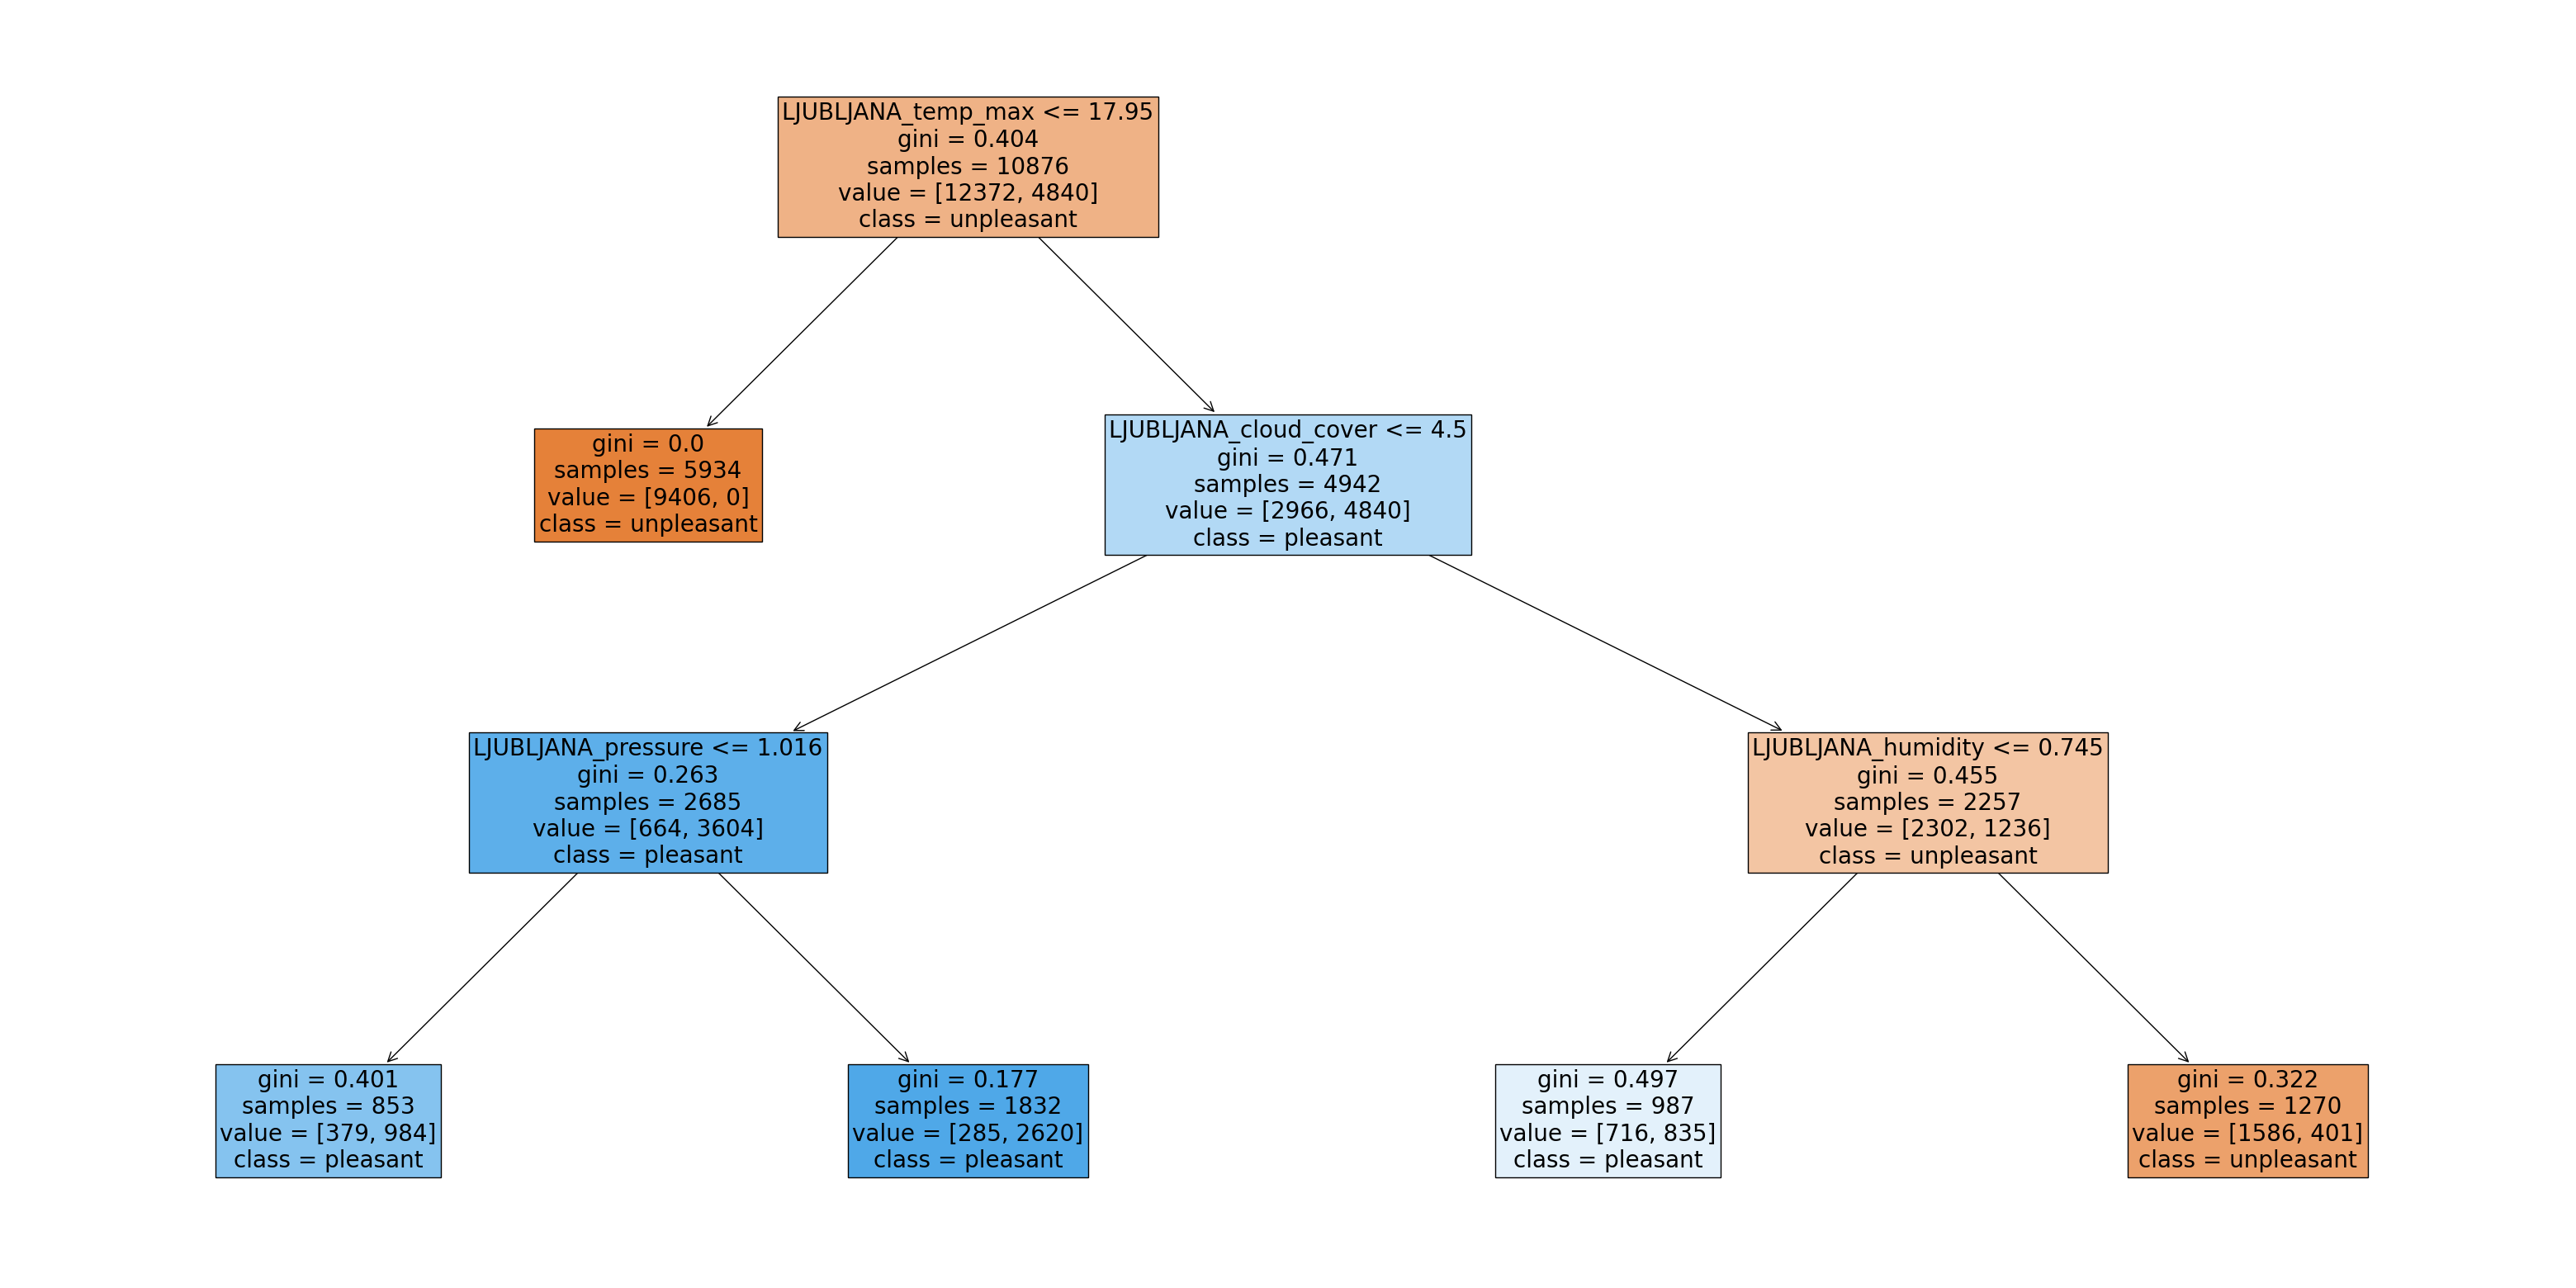 LJUBLJANA_temp_max <= 17.95
gini = 0.404
samples = 10876
value = [12372, 4840]
class = unpleasant
gini = 0.0
samples = 5934
value = [9406, 0]
class = unpleasant
LJUBLJANA_cloud_cover <= 4.5
gini = 0.471
samples = 4942
value = [2966, 4840]
class = pleasant
LJUBLJANA_pressure <= 1.016
gini = 0.263
samples = 2685
value = [664, 3604]
class = pleasant
LJUBLJANA_humidity <= 0.745
gini = 0.455
samples = 2257
value = [2302, 1236]
class = unpleasant
gini = 0.401
samples = 853
value = [379, 984]
class = pleasant
gini = 0.177
samples = 1832
value = [285, 2620]
class = pleasant
gini = 0.497
samples = 987
value = [716, 835]
class = pleasant
gini = 0.322
samples = 1270
value = [1586, 401]
class = unpleasant